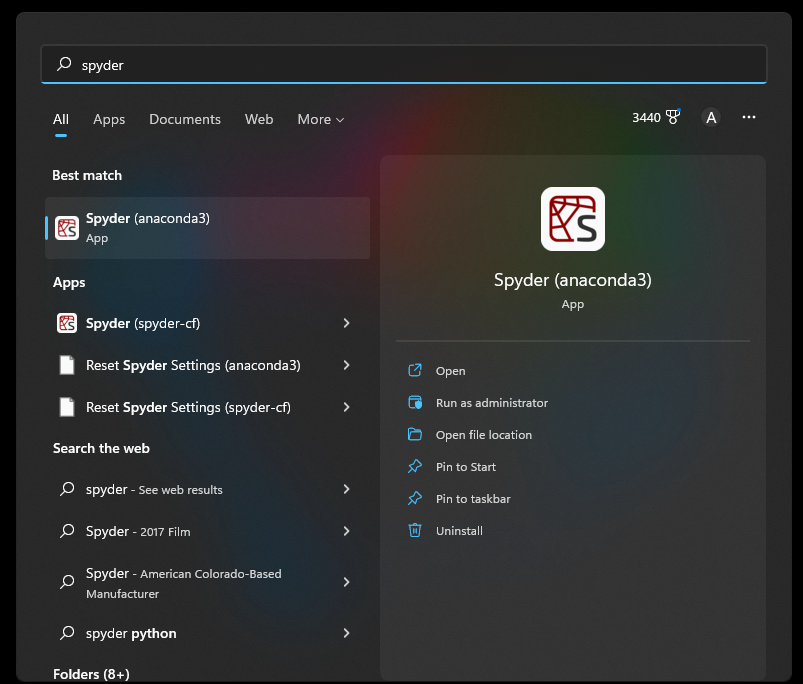 spyder
All Apps Documents Web More
3440 A
Best match
Spyder (anaconda3)
App
Apps
Spyder (spyder-cf)
Reset Spyder Settings (anaconda3)
Reset Spyder Settings (spyder-cf)
Search the web
spyder - See web results
Spyder - 2017 Film
Spyder - American Colorado-Based
Manufacturer
spyder python
Folders (8+)
S
Spyder (anaconda3)
App
Open
Run as administrator
Open file location
Pin to Start
Pin to taskbar
Uninstall